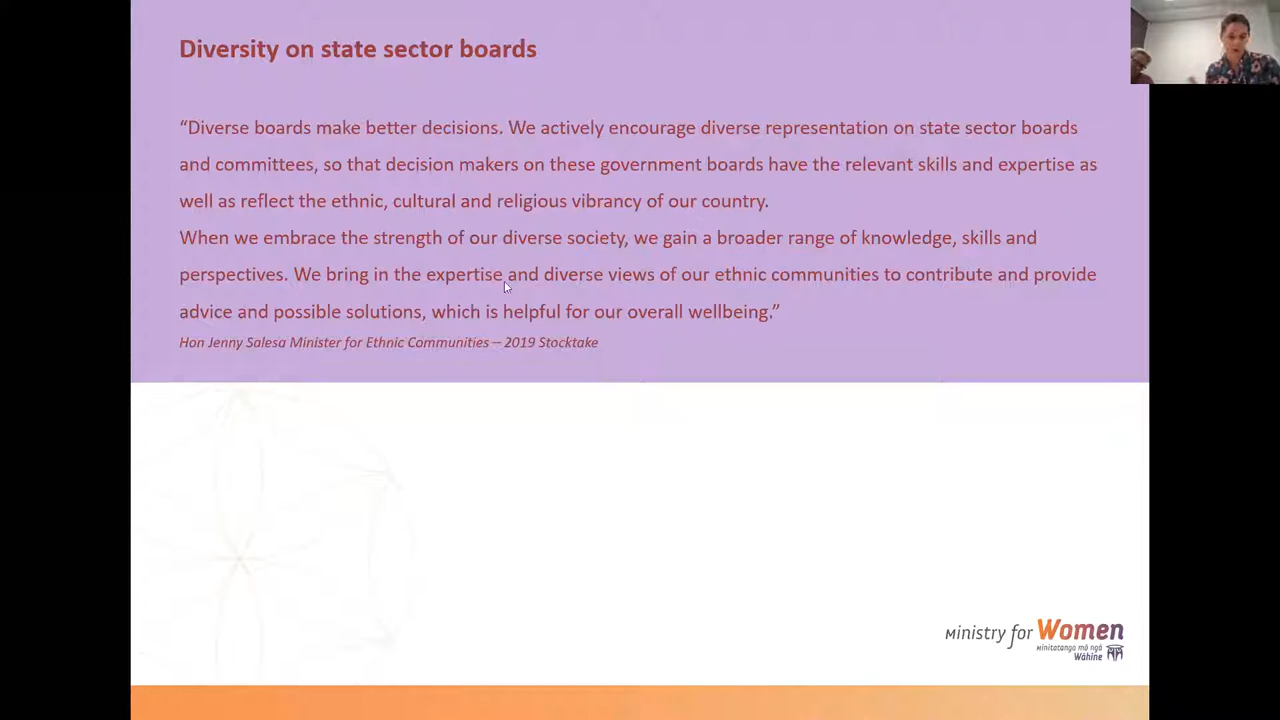 Diversity on state sector boards
“Diverse boards make better decisions. We actively encourage diverse representation on state sector boards
and committees, so that decision makers on these government boards have the relevant skills and expertise as
well as reflect the ethnic, cultural and religious vibrancy of our country.
When we embrace the strength of our diverse society, we gain a broader range of knowledge, skills and
perspectives. We bring in the expertise and diverse views of our ethnic communities to contribute and provide
advice and possible solutions, which is helpful for our overall wellbeing.”
Hon Jenny Salesa Minister for Ethnic Communities – 2019 Stocktake
Ministry for Women
Minitatanga mō ngā
Wāhine